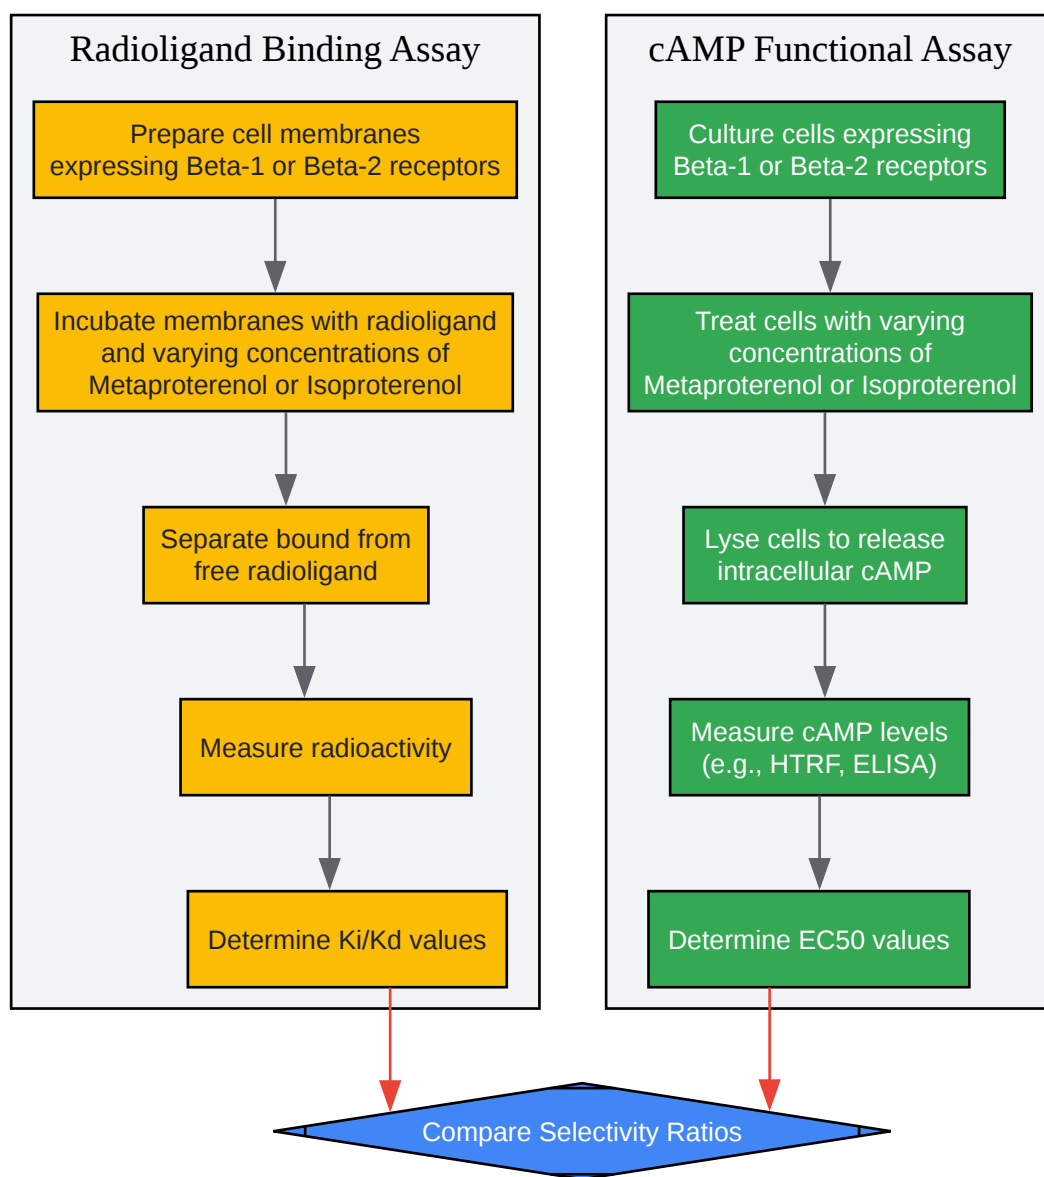 Radioligand Binding Assay
Prepare cell membranes
expressing Beta-1 or Beta-2 receptors
Incubate membranes with radioligand
and varying concentrations of
Metaproterenol or Isoproterenol
Separate bound from
free radioligand
Measure radioactivity
Determine Ki/Kd values
cAMP Functional Assay
Culture cells expressing
Beta-1 or Beta-2 receptors
Treat cells with varying
concentrations of
Metaproterenol or Isoproterenol
Lyse cells to release
intracellular cAMP
Measure cAMP levels
(e.g., HTRF, ELISA)
Determine EC50 values
Compare Selectivity Ratios